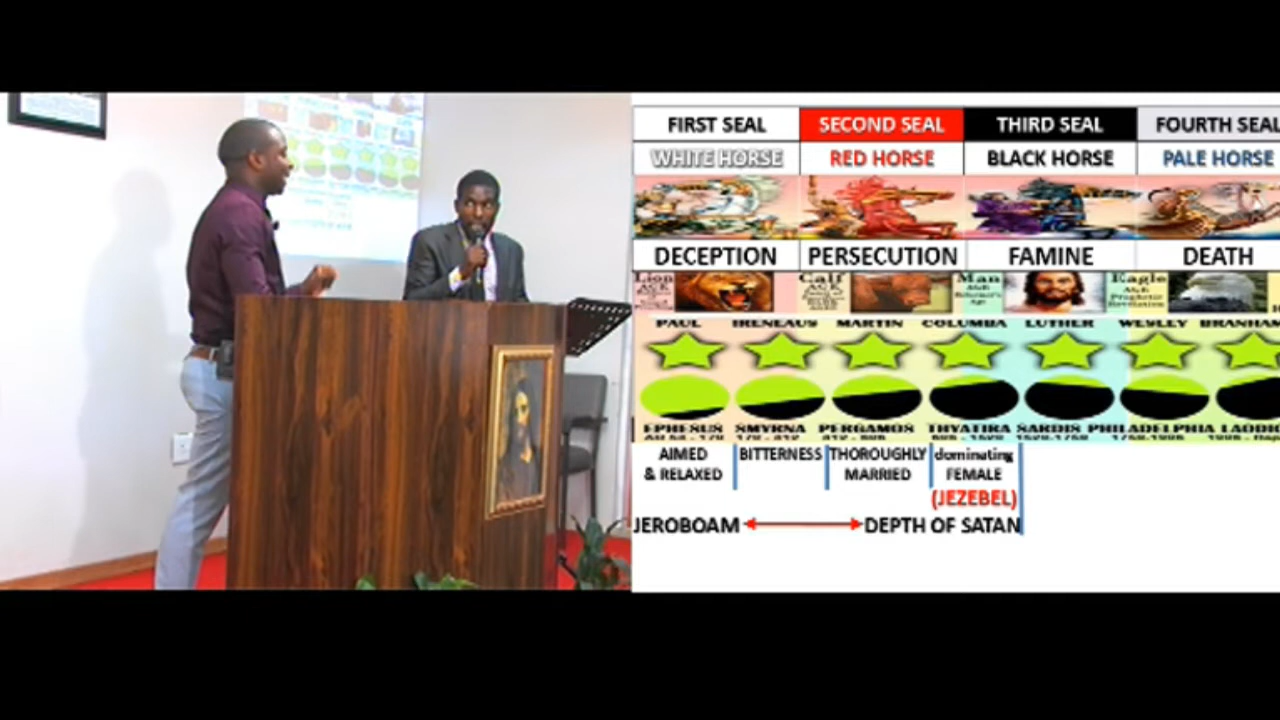 FIRST SEAL SECOND SEAL THIRD SEAL FOURTH SEAL
WHITE HORSE RED HORSE BLACK HORSE PALE HORSE
DECEPTION PERSECUTION FAMINE DEATH
Lion Calf Man Eagle
PAUL IRENEAUS MARTIN COLUMBA LUTHER WESLEY BRANHAM
EPHESUS SMYRNA PERGAMOS THYATIRA SARDIS PHILADELPHIA LAODIC
AIMED BITTERNESS THOROUGHLY dominating
& RELAXED MARRIED FEMALE
(JEZEBEL)
JEROBOAM DEPTH OF SATAN